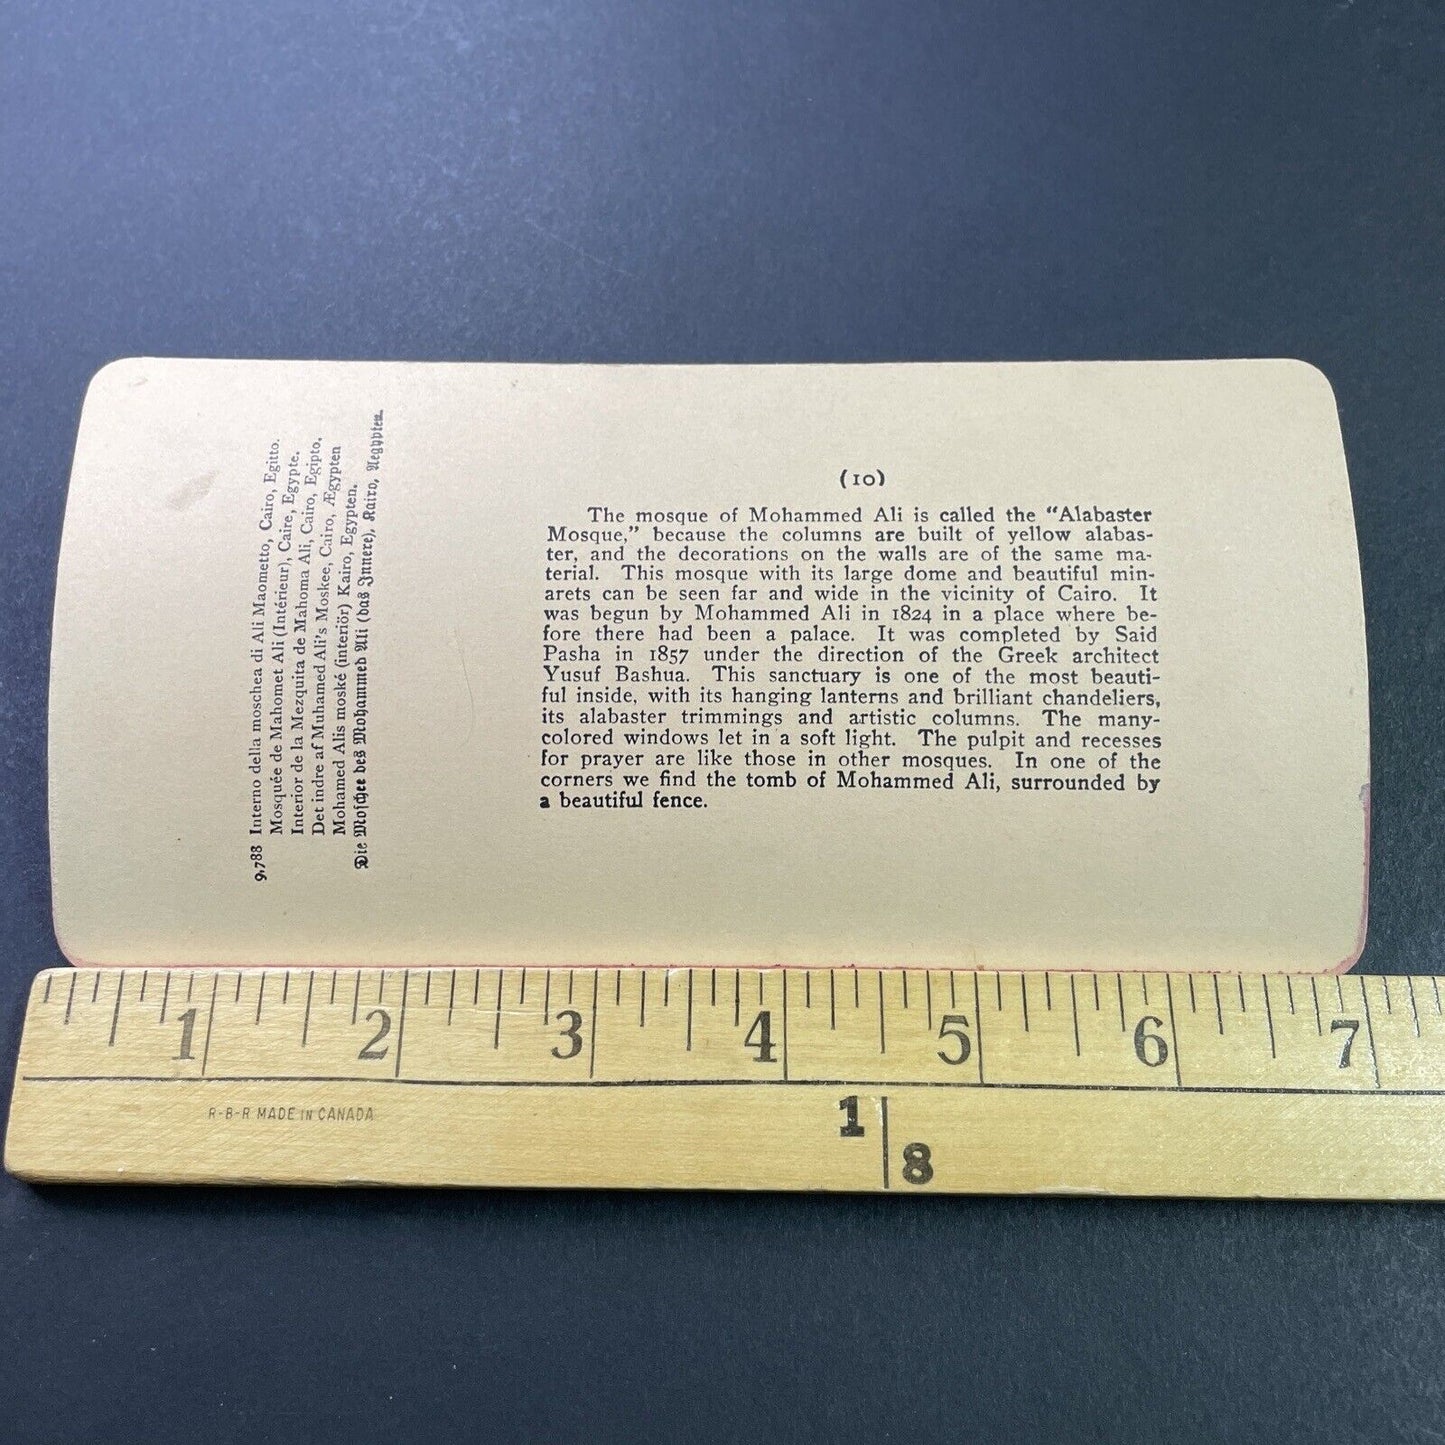 9,788 Interno della moschea di Ali Maometto, Cairo, Egitto.
Mosquée de Mahomet Ali (Intérieur), Caire, Egypte.
Interior de la Mezquita de Mahoma Ali, Cairo, Egipto.
Det indre af Muhamed Ali's Moskee, Cairo, Ægypten
Mohamed Alis moské (interiör) Kairo, Egypten.
Die Moschee des Mohammed Ali (das Innere), Kairo, Aegypten
(10)
The mosque of Mohammed Ali is called the "Alabaster
Mosque," because the columns are built of yellow alabas-
ter, and the decorations on the walls are of the same ma-
terial. This mosque with its large dome and beautiful min-
arets can be seen far and wide in the vicinity of Cairo. It
was begun by Mohammed Ali in 1824 in a place where be-
fore there had been a palace. It was completed by Said
Pasha in 1857 under the direction of the Greek architect
Yusuf Bashua. This sanctuary is one of the most beauti-
ful inside, with its hanging lanterns and brilliant chandeliers,
its alabaster trimmings and artistic columns. The many-
colored windows let in a soft light. The pulpit and recesses
for prayer are like those in other mosques. In one of the
corners we find the tomb of Mohammed Ali, surrounded by
a beautiful fence.
1 2 3 4 5 6 7
R-B-R MADE IN CANADA
1
8